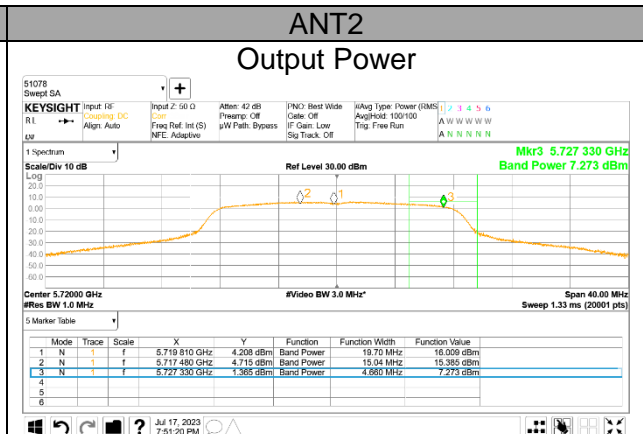 ANT2
Output Power
51078
Swept SA
+
KEYSIGHT Input: RF Input Z: 50 Ω Atten: 42 dB PNO: Best Wide #Avg Type: Power (RMS 1 2 3 4 5 6
RL Coupling: DC Corr Preamp: Off Gate: Off Avg|Hold: 100/100 A W W W W W
Align: Auto Freq Ref: Int (S) µW Path: Bypass IF Gain: Low Trig: Free Run
NFE: Adaptive Sig Track: Off A N N N N N
1 Spectrum Mkr3 5.727 330 GHz
Scale/Div 10 dB Ref Level 30.00 dBm Band Power 7.273 dBm
Log
20.0
10.0
0.00
10.0
20.0
30.0
40.0
50.0
60.0
2 1 3
Center 5.72000 GHz #Video BW 3.0 MHz* Span 40.00 MHz
#Res BW 1.0 MHz Sweep 1.33 ms (20001 pts)
5 Marker Table
Mode Trace Scale X Y Function Function Width Function Value
1 N 1 f 5.719 810 GHz 4.208 dBm Band Power 19.70 MHz 16.009 dBm
2 N 1 f 5.717 480 GHz 4.715 dBm Band Power 15.04 MHz 15.385 dBm
3 N 1 f 5.727 330 GHz 1.365 dBm Band Power 4.660 MHz 7.273 dBm
4
5
6
? Jul 17, 2023
7:51:20 PM